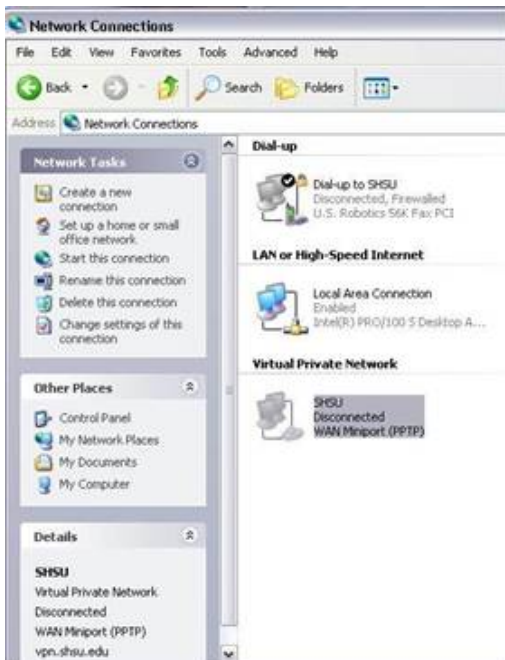 Network Connections
File Edit View Favorites Tools Advanced Help
Back Search Folders
Address Network Connections
Network Tasks
Create a new
connection
Set up a home or small
office network
Start this connection
Rename this connection
Delete this connection
Change settings of this
connection
Other Places
Control Panel
My Network Places
My Documents
My Computer
Details
SHSU
Virtual Private Network
Disconnected
WAN Miniport (PPTP)
vpn.shsu.edu
Dial-up
Dial-up to SHSU
Disconnected, Firewalled
U.S. Robotics 56K Fax PCI
LAN or High-Speed Internet
Local Area Connection
Enabled
Intel(R) PRO/100 S Desktop A...
Virtual Private Network
SHSU
Disconnected
WAN Miniport (PPTP)